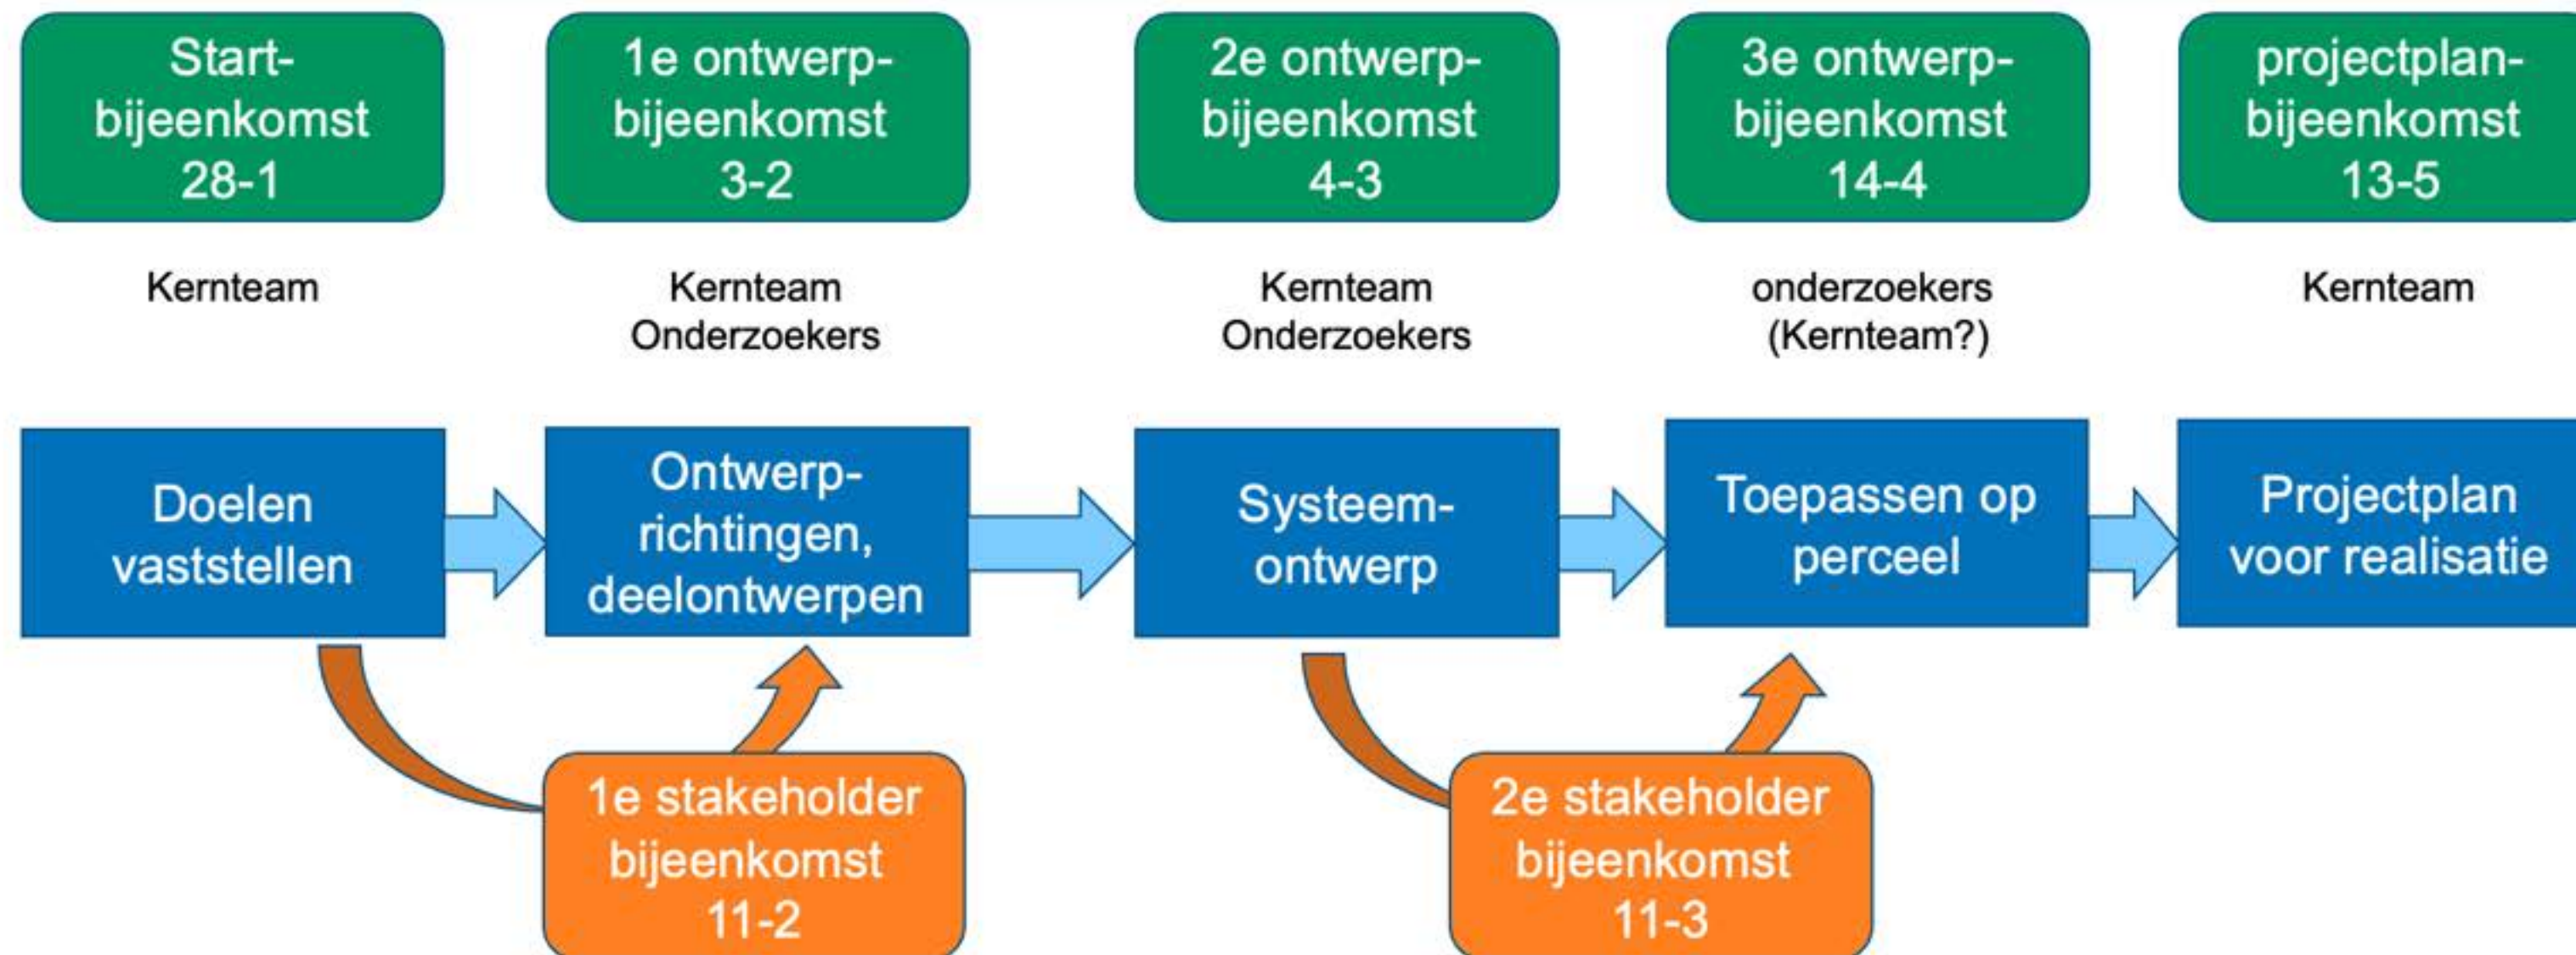 Start-
bijeenkomst
28-1
1e ontwerp-
bijeenkomst
3-2
2e ontwerp-
bijeenkomst
4-3
3e ontwerp-
bijeenkomst
14-4
projectplan-
bijeenkomst
13-5
Kernteam
Kernteam
Onderzoekers
Kernteam
Onderzoekers
onderzoekers
(Kernteam?)
Kernteam
Doelen
vaststellen
Ontwerp-
richtingen,
deelontwerpen
Systeem-
ontwerp
Toepassen op
perceel
Projectplan
voor realisatie
1e stakeholder
bijeenkomst
11-2
2e stakeholder
bijeenkomst
11-3